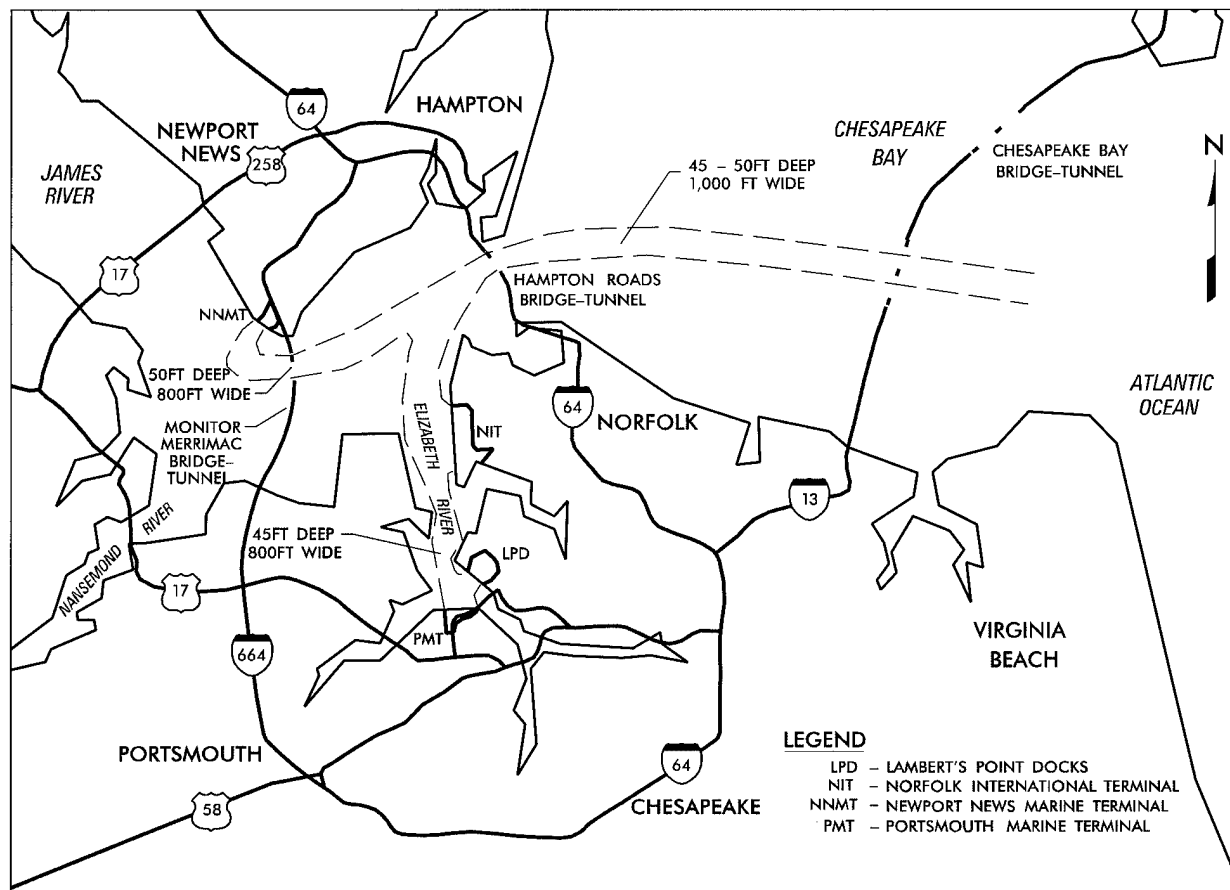 64
HAMPTON
NEWPORT
NEWS
258
CHESAPEAKE
BAY
CHESAPEAKE BAY
BRIDGE–TUNNEL
N
JAMES
RIVER
45 – 50FT DEEP
1,000 FT WIDE
17
HAMPTON ROADS
BRIDGE–TUNNEL
NNMT
50FT DEEP
800FT WIDE
ATLANTIC
OCEAN
64
NORFOLK
MONITOR
MERRIMAC
BRIDGE–
TUNNEL
ELIZABETH
RIVER
NIT
13
NANSEMOND
RIVER
45FT DEEP
800FT WIDE
LPD
17
PMT
664
VIRGINIA
BEACH
PORTSMOUTH
58
64
CHESAPEAKE
LEGEND
LPD – LAMBERT'S POINT DOCKS
NIT – NORFOLK INTERNATIONAL TERMINAL
NNMT – NEWPORT NEWS MARINE TERMINAL
PMT – PORTSMOUTH MARINE TERMINAL